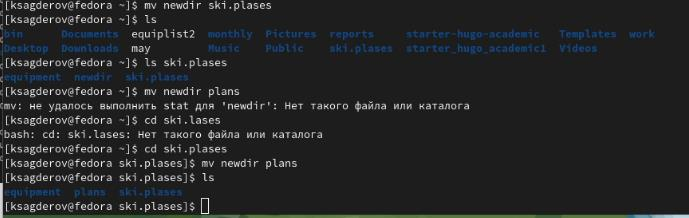 [ksagderov@fedora ~]$ mv newdir ski.plases
[ksagderov@fedora ~]$ ls
bin Documents equiplist2 monthly Pictures reports starter-hugo-academic Templates work
Desktop Downloads may Music Public ski.plases starter_hugo_academic1 Videos
[ksagderov@fedora ~]$ ls ski.plases
equipment newdir ski.plases
[ksagderov@fedora ~]$ mv newdir plans
mv: не удалось выполнить stat для 'newdir': Нет такого файла или каталога
[ksagderov@fedora ~]$ cd ski.lases
bash: cd: ski.lases: Нет такого файла или каталога
[ksagderov@fedora ~]$ cd ski.plases
[ksagderov@fedora ski.plases]$ mv newdir plans
[ksagderov@fedora ski.plases]$ ls
equipment plans ski.plases
[ksagderov@fedora ski.plases]$